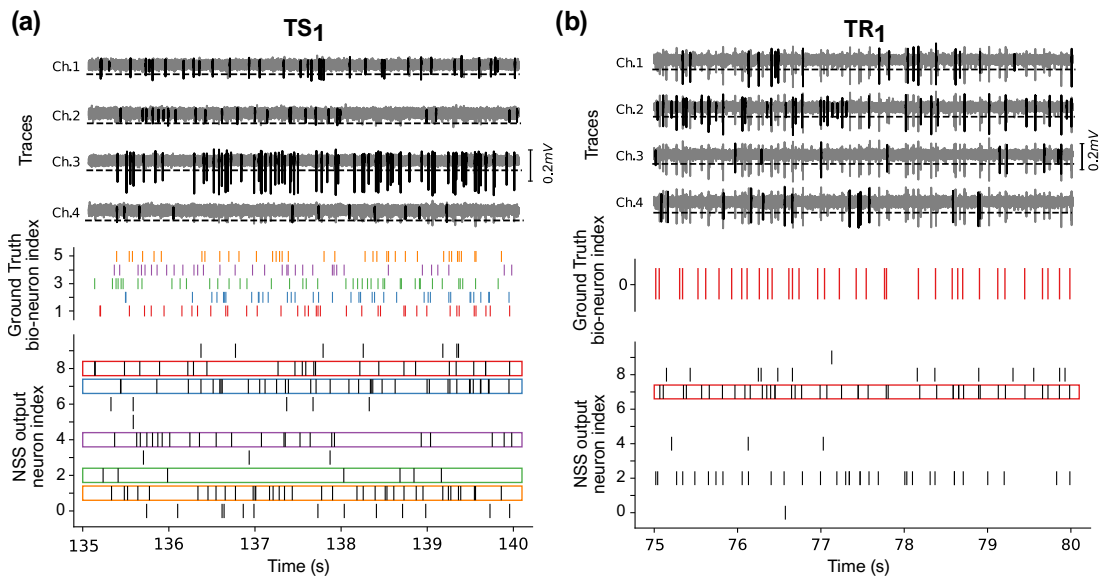 (a)
TS1
Traces
Ch.1
Ch.2
Ch.3
Ch.4
0.2mV
Ground Truth
bio-neuron index
5
3
1
NSS output
neuron index
8
6
4
2
0
135
136
137
138
139
140
Time (s)
(b)
TR1
Traces
Ch.1
Ch.2
Ch.3
Ch.4
0.2mV
Ground Truth
bio-neuron index
0
NSS output
neuron index
8
6
4
2
0
75
76
77
78
79
80
Time (s)